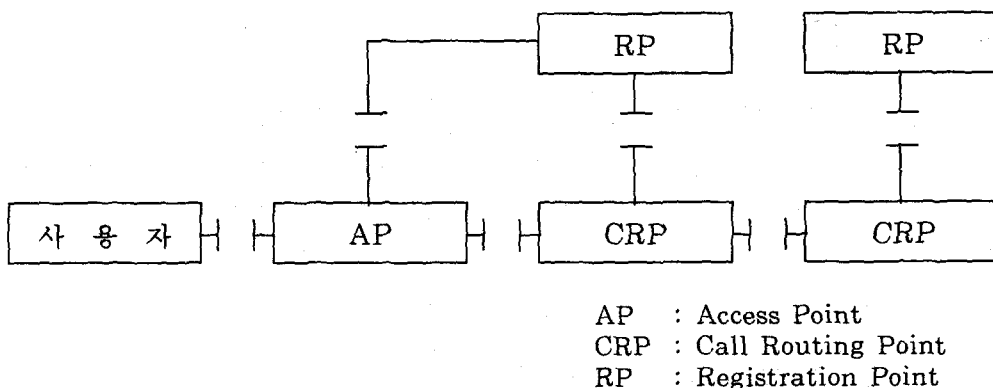 RP RP
사 용 자 AP CRP CRP
AP : Access Point
CRP : Call Routing Point
RP : Registration Point